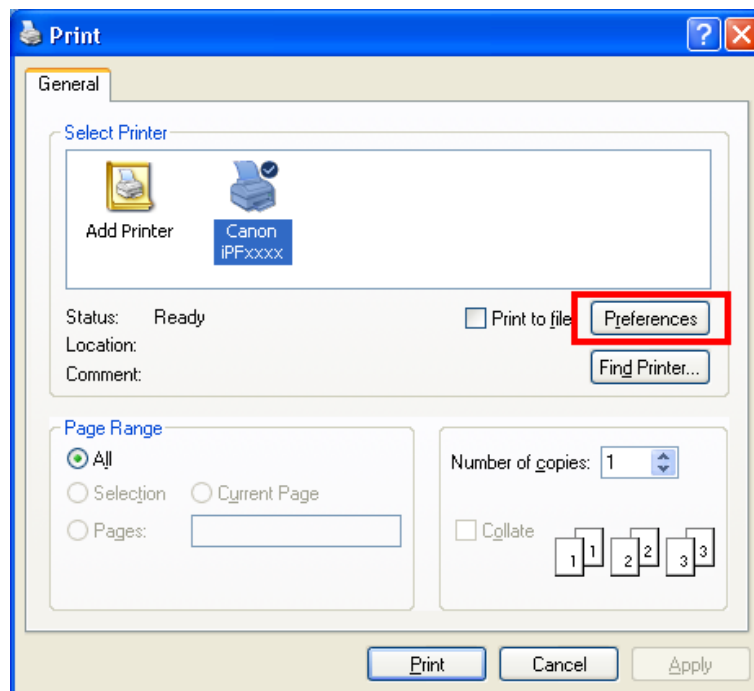 Print
General
Select Printer
Add Printer
Canon
iPFxxxx
Status: Ready
Print to file
Preferences
Location:
Comment:
Find Printer...
Page Range
All
Selection
Current Page
Pages:
Number of copies: 1
Collate
1 1 2 2 3 3
Print
Cancel
Apply